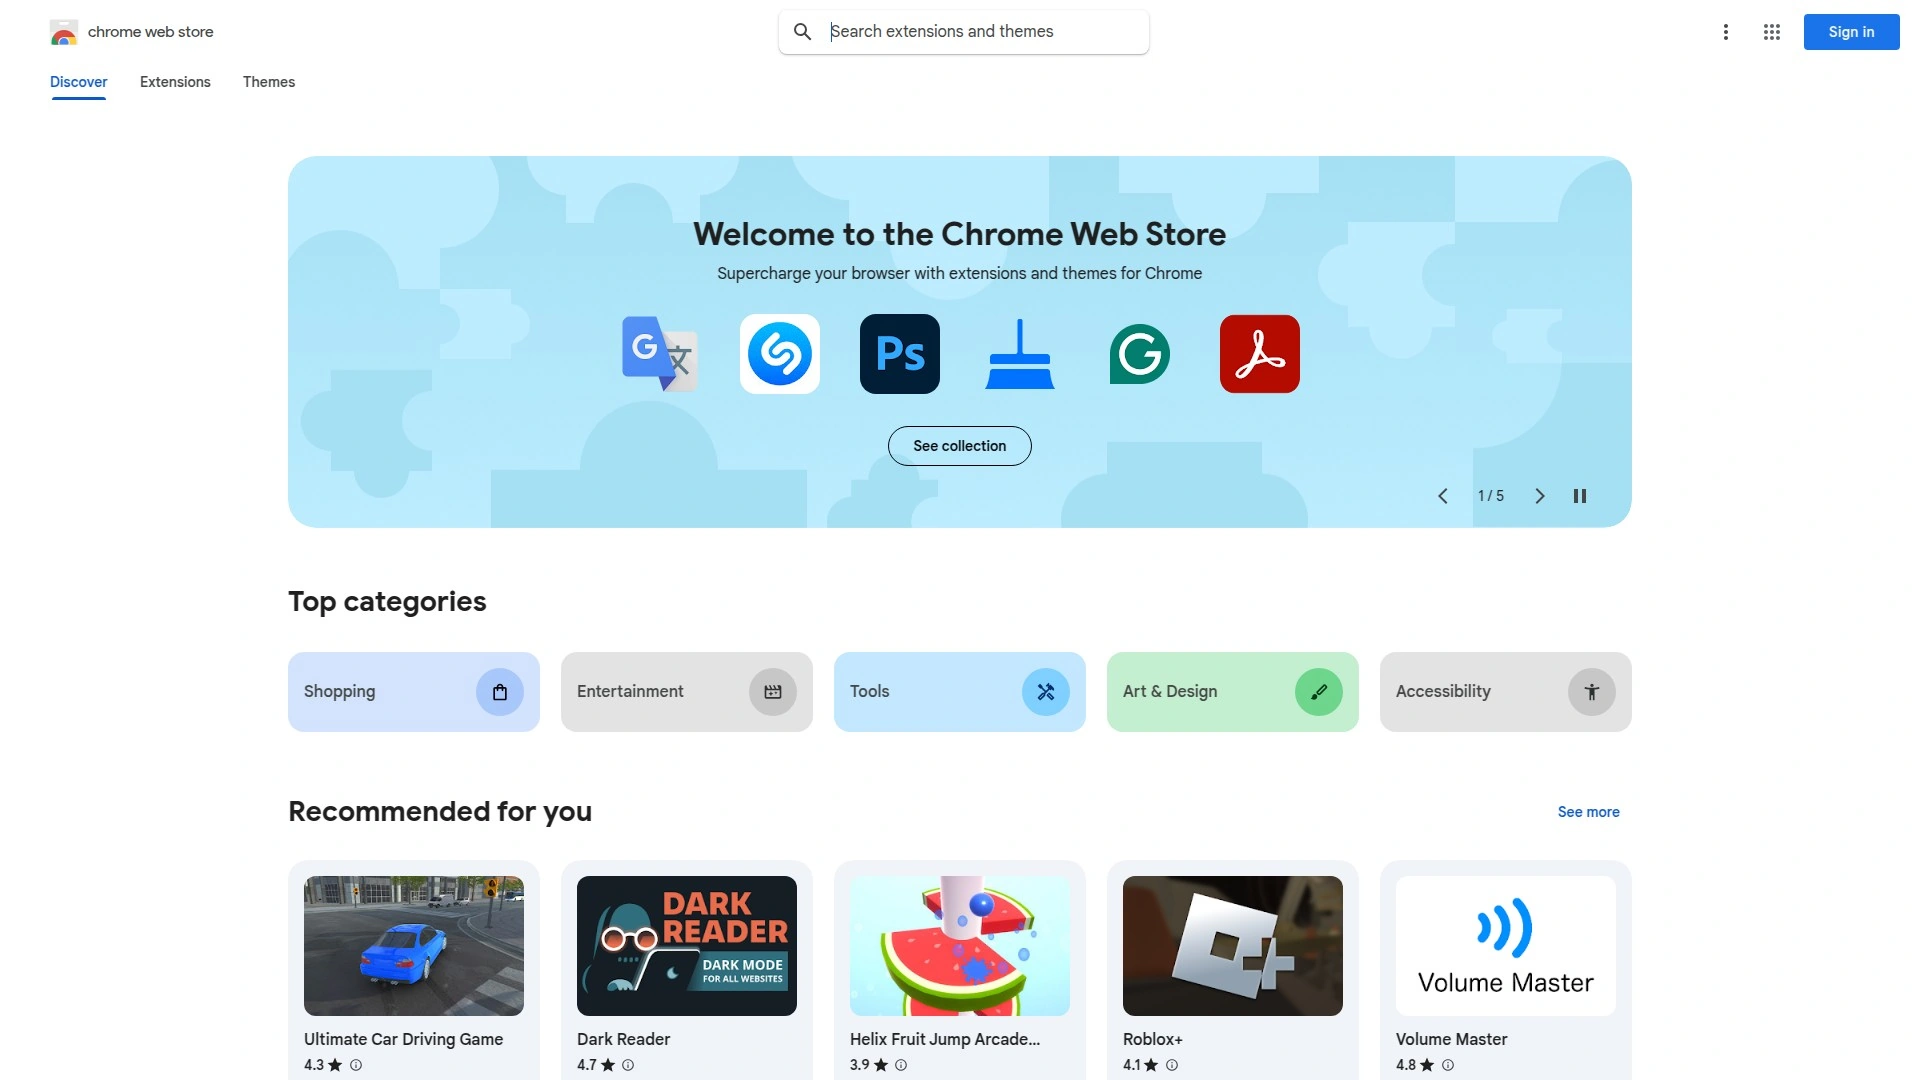 chrome web store
Search extensions and themes
Sign in
Discover
Extensions
Themes
Welcome to the Chrome Web Store
Supercharge your browser with extensions and themes for Chrome
G 文
Ps
G
See collection
1 / 5
Top categories
Shopping
Entertainment
Tools
Art & Design
Accessibility
Recommended for you
See more
DARK
READER
DARK MODE
FOR ALL WEBSITES
Volume Master
Ultimate Car Driving Game
4.3
Dark Reader
4.7
Helix Fruit Jump Arcade...
3.9
Roblox+
4.1
Volume Master
4.8